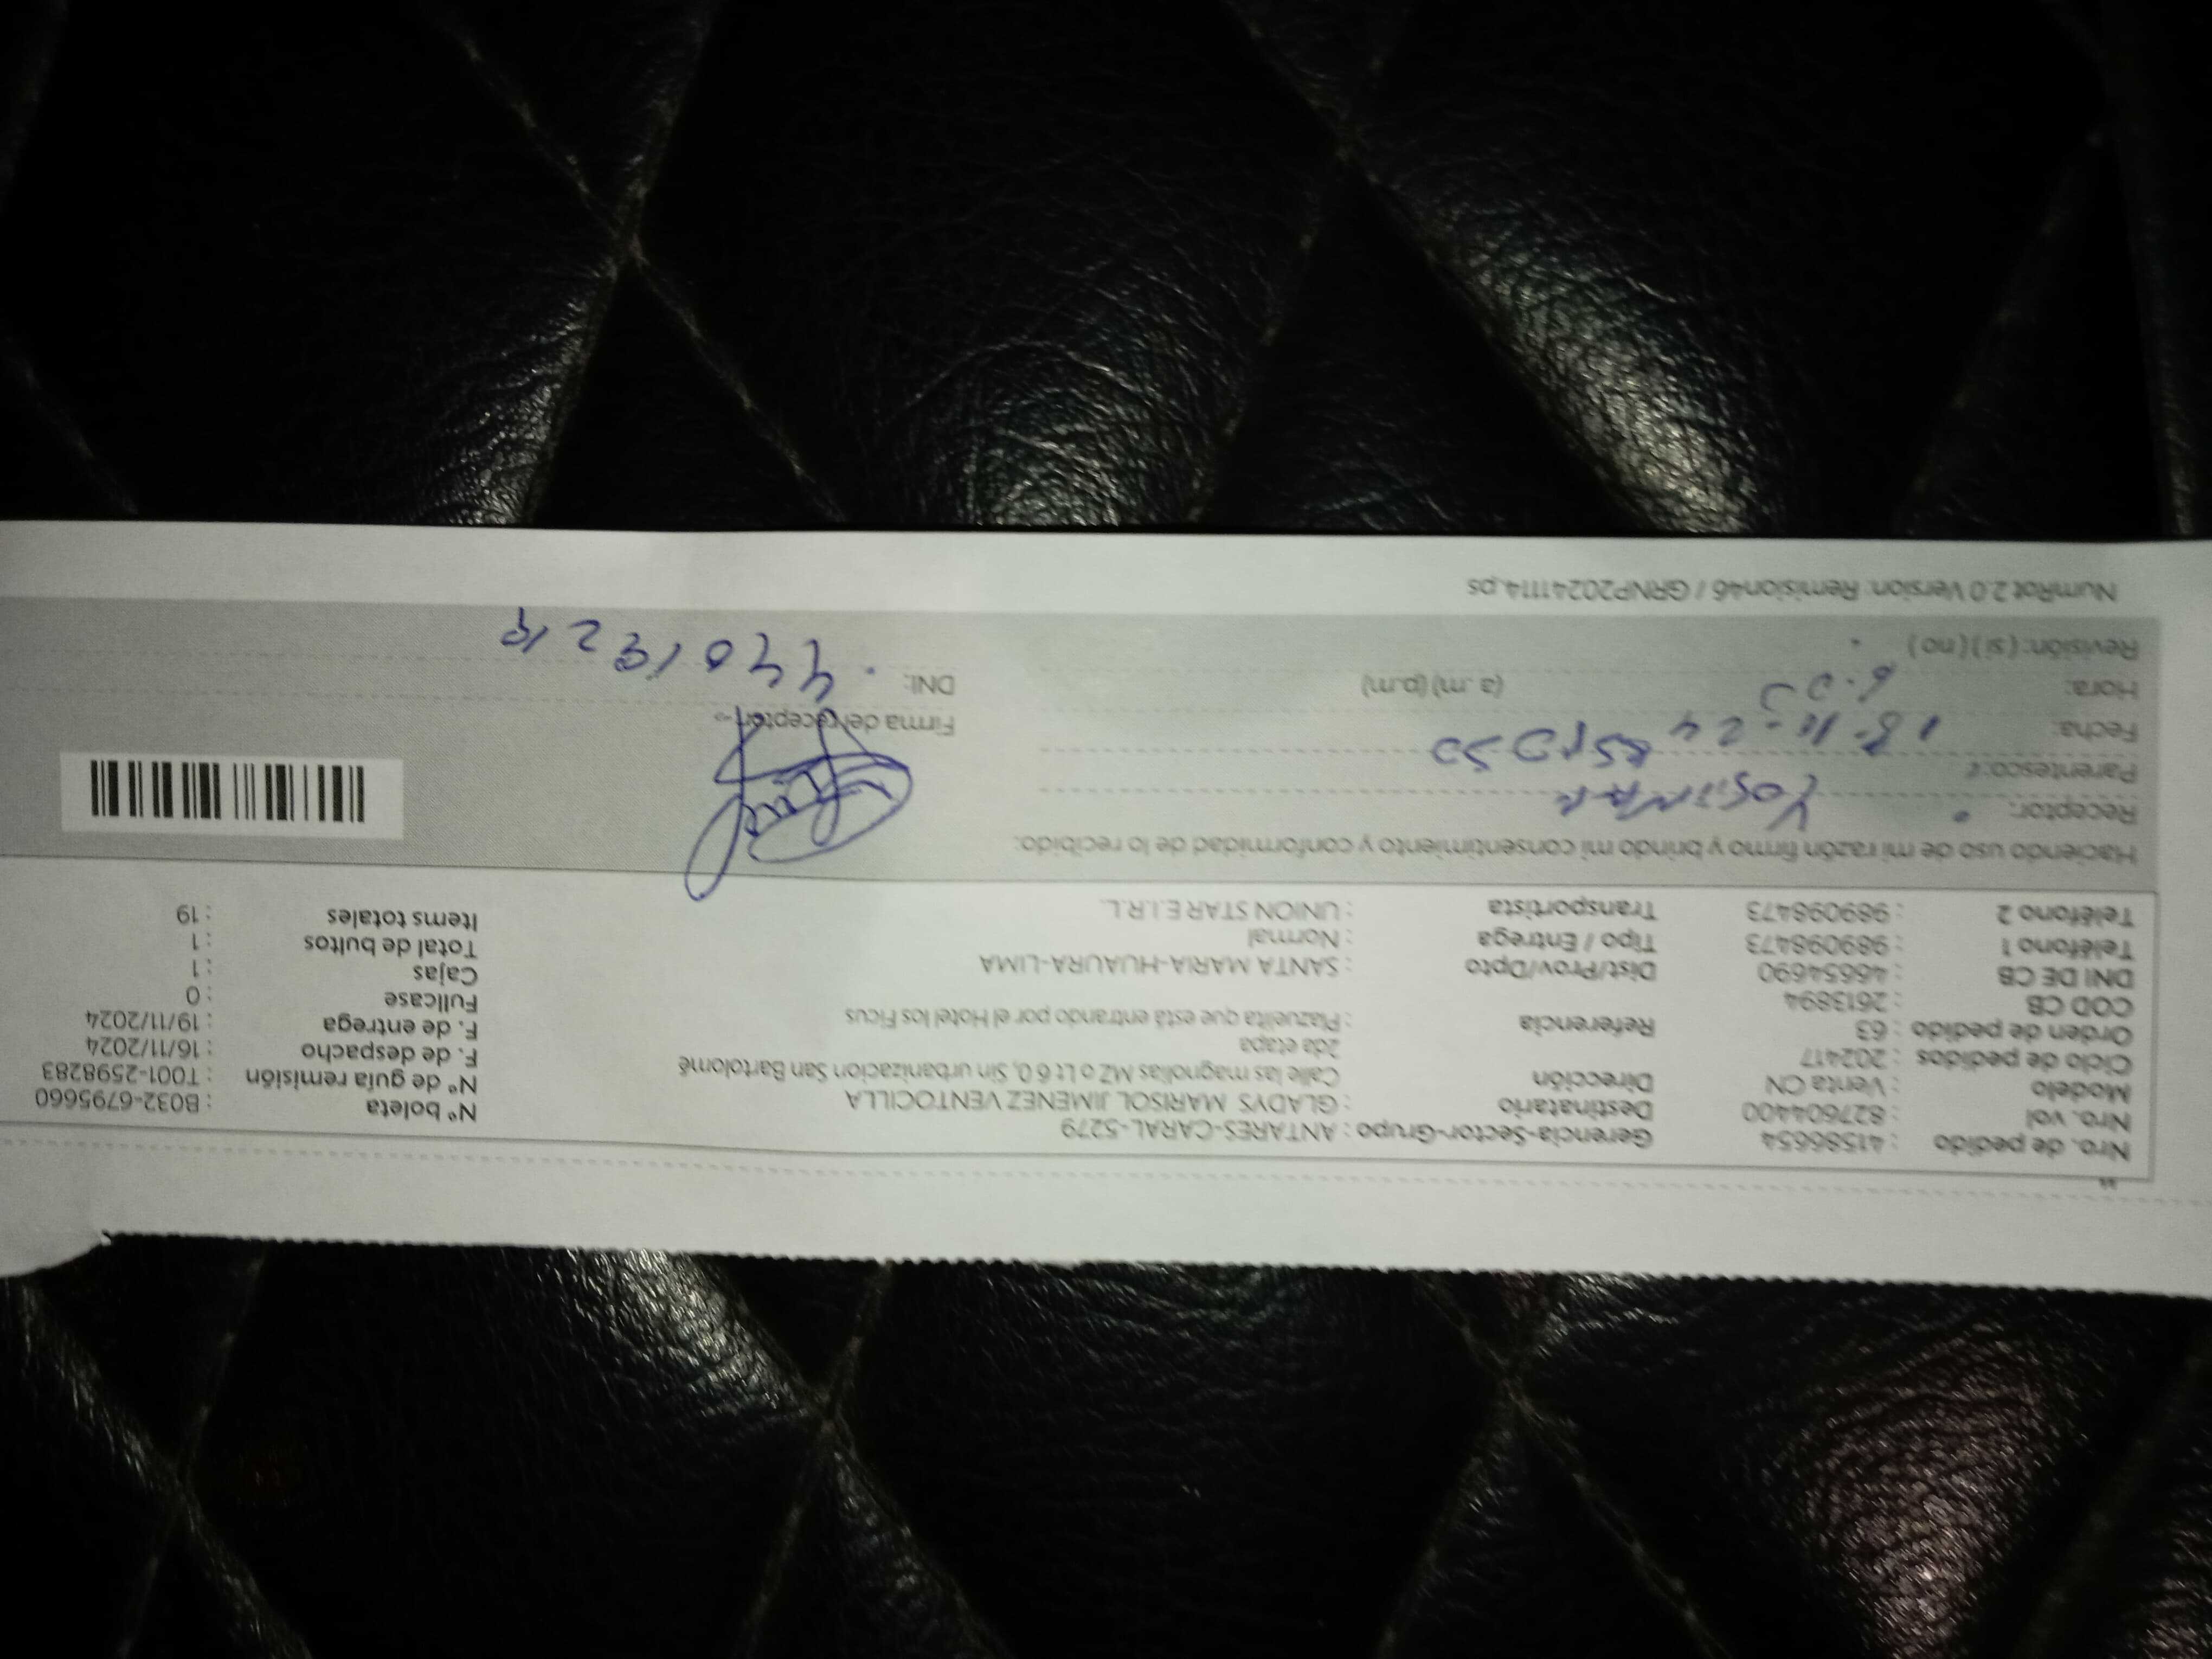 Nro. de pedido : 41586654 Gerencia-Sector-Grupo : ANTARES-CARAL-5279 N° boleta : B032-6795660
Nro. vol : 827604400 Destinatario : GLADYS MARISOL JIMENEZ VENTOCILLA N° de guía remisión : T001-2598283
Modelo : Venta CN Dirección Calle las magnolias MZ o Lt 6 0, Sin urbanizacion San Bartolomé F. de despacho : 16/11/2024
Ciclo de pedidos : 202417 2da etapa F. de entrega : 19/11/2024
Orden de pedido : 63 Referencia : Plazuelita que está entrando por el Hotel los Ficus Fullcase : 0
COD CB : 2613894 Cajas : 1
DNI DE CB : 46654690 Dist/Prov/Dpto : SANTA MARIA-HUAURA-LIMA Total de bultos : 1
Teléfono 1 : 989098473 Tipo / Entrega : Normal Items totales : 19
Teléfono 2 : 989098473 Transportista : UNION STAR E.I.R.L.
Haciendo uso de mi razón firmo y brindo mi consentimiento y conformidad de lo recibido.
Receptor:
Parentesco: ESPOSO
Fecha: 18-11-24 Firma del receptor
Hora: (a .m) (p.m) DNI:
Revisión: ( si ) ( no )
NumRot 2.0 Version: Remision46 / GRNP20241114.ps